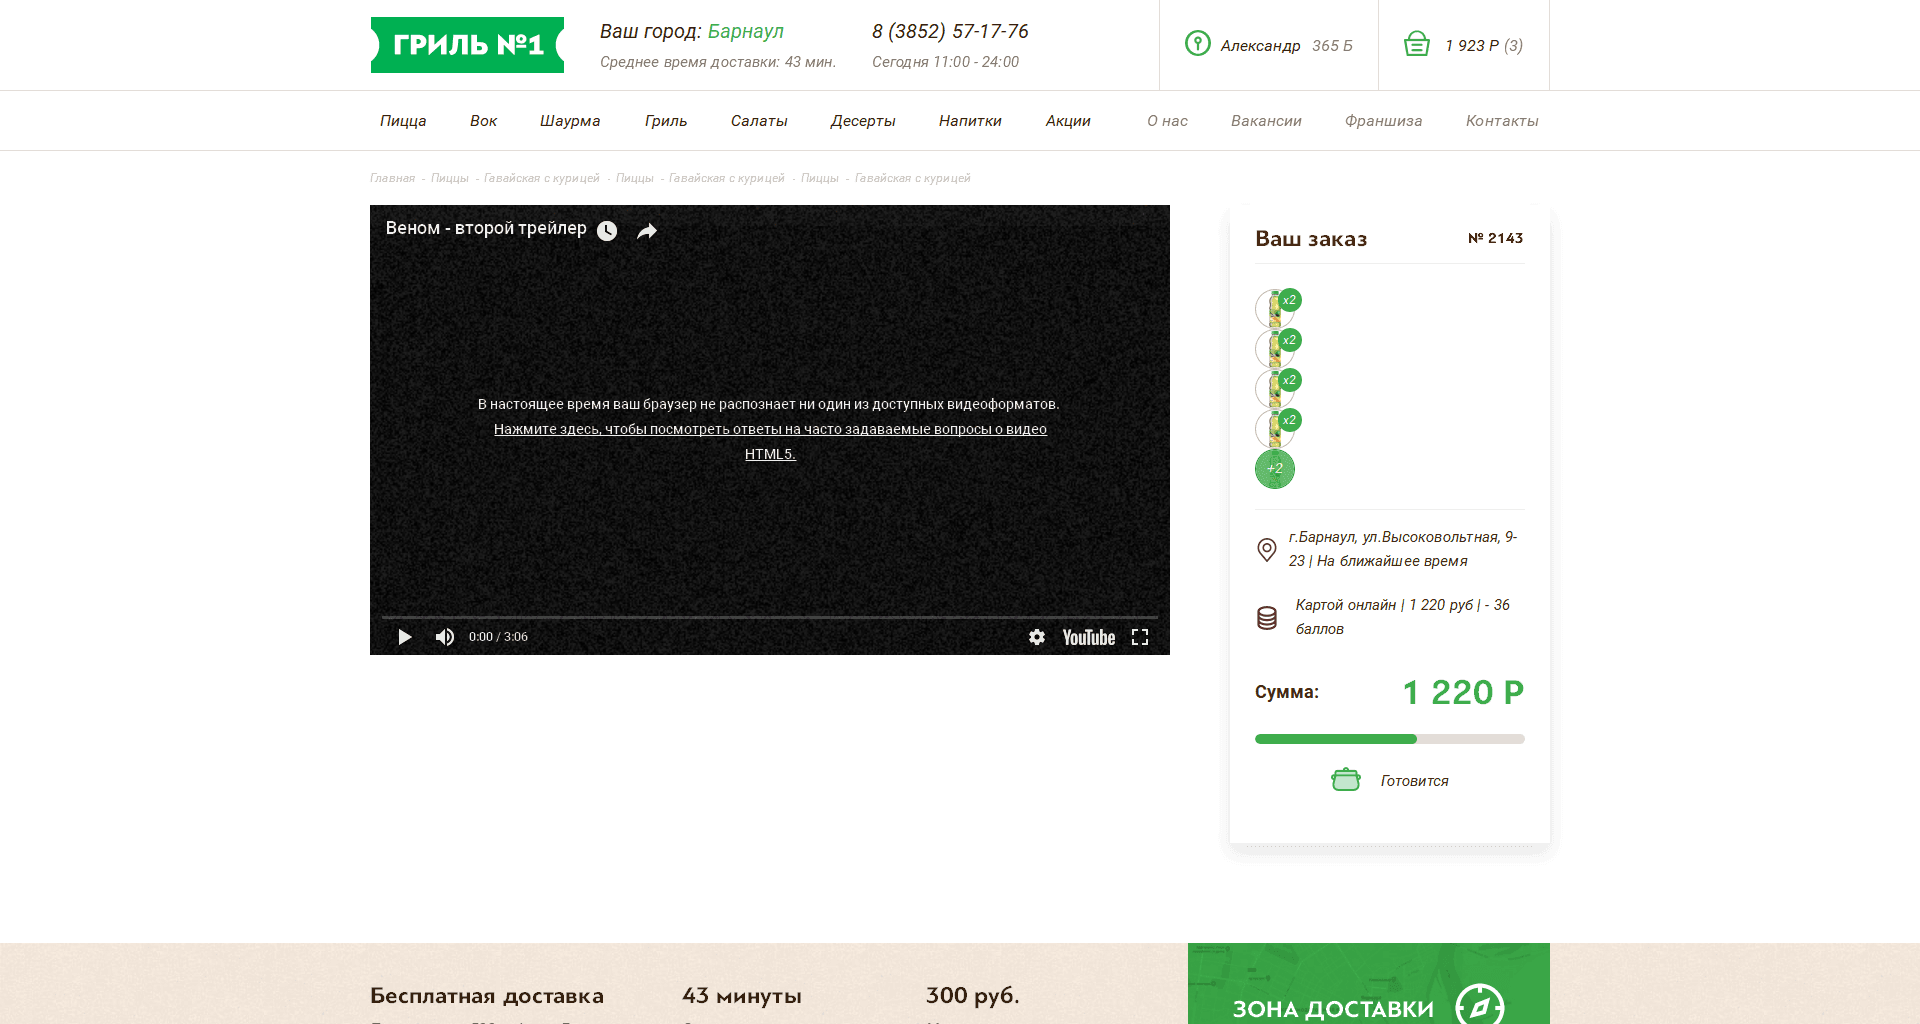 ГРИЛЬ №1
Ваш город: Барнаул
Среднее время доставки: 43 мин.
8 (3852) 57-17-76
Сегодня 11:00 - 24:00
Александр 365 Б
1 923 Р (3)
Пицца Вок Шаурма Гриль Салаты Десерты Напитки Акции О нас Вакансии Франшиза Контакты
Главная - Пиццы - Гавайская с курицей - Пиццы - Гавайская с курицей - Пиццы - Гавайская с курицей
Веном - второй трейлер
В настоящее время ваш браузер не распознает ни один из доступных видеоформатов.
Нажмите здесь, чтобы посмотреть ответы на часто задаваемые вопросы о видео
HTML5.
0:00 / 3:06
YouTube
Ваш заказ № 2143
x2
x2
x2
x2
+2
г.Барнаул, ул.Высоковольтная, 9-
23 | На ближайшее время
Картой онлайн | 1 220 руб | - 36
баллов
Сумма: 1 220 Р
Готовится
Бесплатная доставка
43 минуты
300 руб.
ЗОНА ДОСТАВКИ